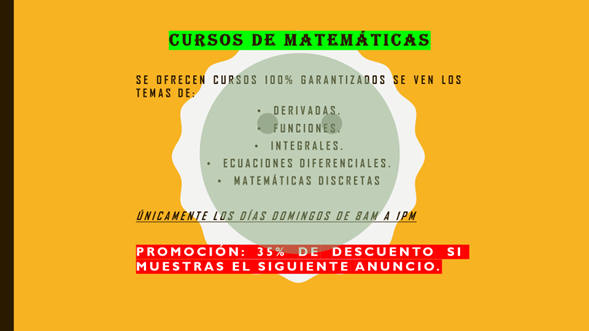 CURSOS DE MATEMÁTICAS
SE OFRECEN CURSOS 100% GARANTIZADOS SE VEN LOS
TEMAS DE:
• DERIVADAS.
• FUNCIONES.
• INTEGRALES.
• ECUACIONES DIFERENCIALES.
• MATEMÁTICAS DISCRETAS
ÚNICAMENTE LOS DÍAS DOMINGOS DE 8AM A 1PM
PROMOCIÓN: 35% DE DESCUENTO SI
MUESTRAS EL SIGUIENTE ANUNCIO.